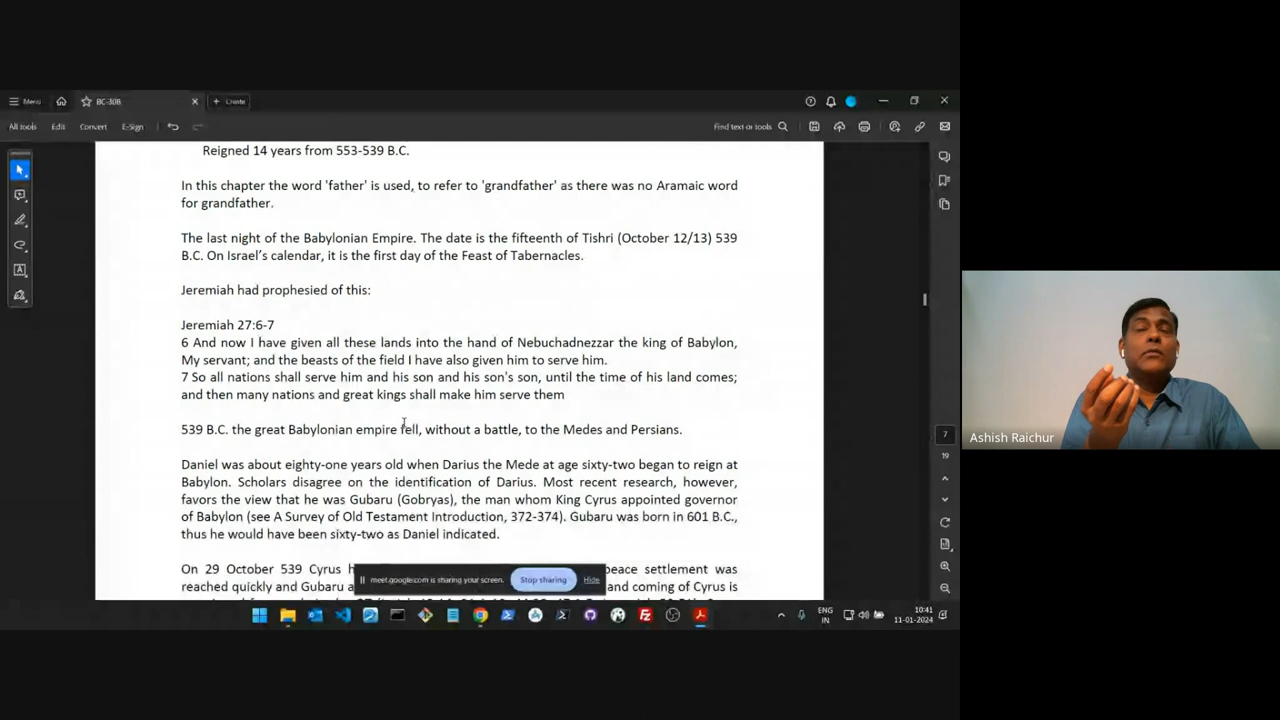 Menu
BC-30B
Create
All tools
Edit
Convert
E-Sign
Find text or tools
Reigned 14 years from 553-539 B.C.
In this chapter the word 'father' is used, to refer to 'grandfather' as there was no Aramaic word
for grandfather.
The last night of the Babylonian Empire. The date is the fifteenth of Tishri (October 12/13) 539
B.C. On Israel's calendar, it is the first day of the Feast of Tabernacles.
Jeremiah had prophesied of this:
Jeremiah 27:6-7
6 And now I have given all these lands into the hand of Nebuchadnezzar the king of Babylon,
My servant; and the beasts of the field I have also given him to serve him.
7 So all nations shall serve him and his son and his son's son, until the time of his land comes;
and then many nations and great kings shall make him serve them
539 B.C. the great Babylonian empire fell, without a battle, to the Medes and Persians.
Daniel was about eighty-one years old when Darius the Mede at age sixty-two began to reign at
Babylon. Scholars disagree on the identification of Darius. Most recent research, however,
favors the view that he was Gubaru (Gobryas), the man whom King Cyrus appointed governor
of Babylon (see A Survey of Old Testament Introduction, 372-374). Gubaru was born in 601 B.C.,
thus he would have been sixty-two as Daniel indicated.
On 29 October 539 Cyrus peace settlement was
reached quickly and Gubaru and coming of Cyrus is
meet.google.com is sharing your screen.
Stop sharing
Hide
7
19
ENG
IN
10:41
11-01-2024
Ashish Raichur